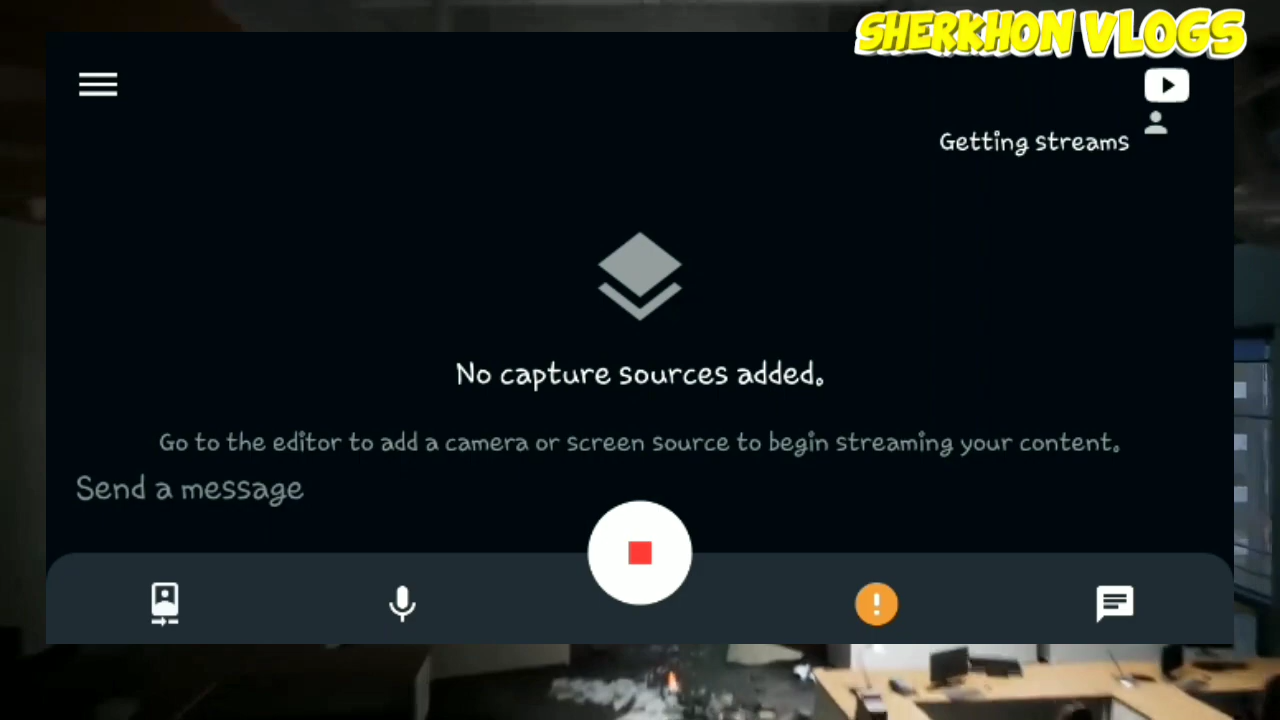 SHERKHON VLOGS
Getting streams
No capture sources added.
Go to the editor to add a camera or screen source to begin streaming your content.
Send a message